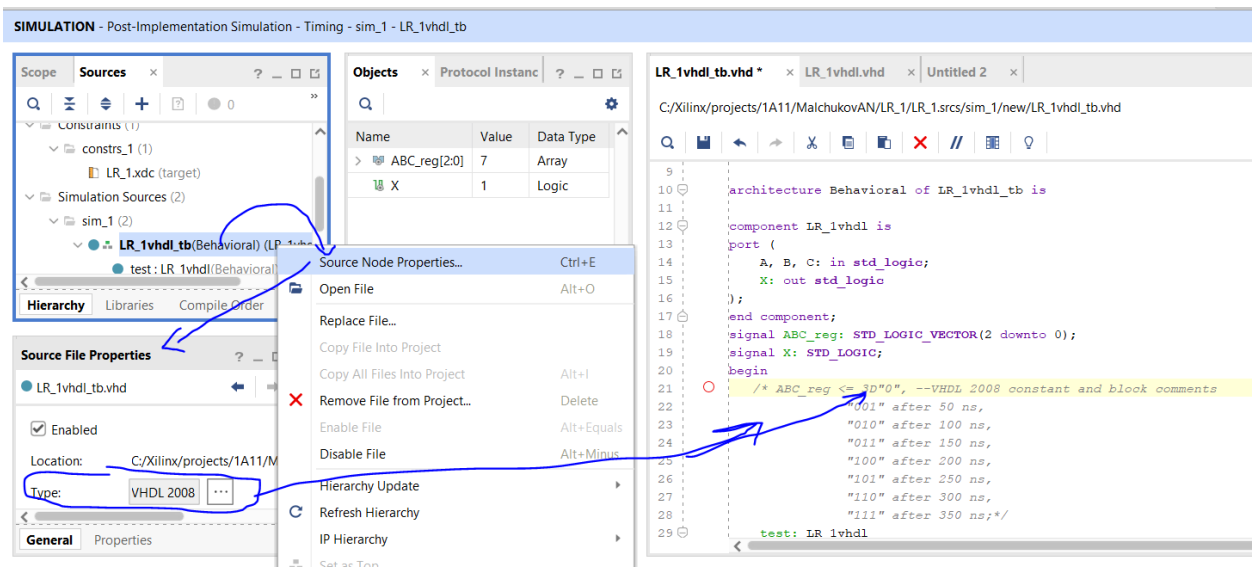 SIMULATION - Post-Implementation Simulation - Timing - sim_1 - LR_1vhdl_tb
Scope Sources × ? _
0 »
Constraints (1)
constrs_1 (1)
LR_1.xdc (target)
Simulation Sources (2)
sim_1 (2)
LR_1vhdl_tb(Behavioral) (LR_1vhd
test : LR_1vhdl(Behavioral)
Hierarchy Libraries Compile Order
Source File Properties ? _
LR_1vhdl_tb.vhd
Enabled
Location: C:/Xilinx/projects/1A11/M
Type: VHDL 2008 ...
General Properties
Objects × Protocol Instanc ? _
Name Value Data Type
ABC_reg[2:0] 7 Array
X 1 Logic
Source Node Properties... Ctrl+E
Open File Alt+O
Replace File...
Copy File Into Project
Copy All Files Into Project Alt+I
Remove File from Project... Delete
Enable File Alt+Equals
Disable File Alt+Minus
Hierarchy Update
Refresh Hierarchy
IP Hierarchy
Set as Top
LR_1vhdl_tb.vhd * × LR_1vhdl.vhd × Untitled 2 ×
C:/Xilinx/projects/1A11/MalchukovAN/LR_1/LR_1.srcs/sim_1/new/LR_1vhdl_tb.vhd
9
10 architecture Behavioral of LR_1vhdl_tb is
11
12 component LR_1vhdl is
13 port (
14 A, B, C: in std_logic;
15 X: out std_logic
16 );
17 end component;
18 signal ABC_reg: STD_LOGIC_VECTOR(2 downto 0);
19 signal X: STD_LOGIC;
20 begin
21 /* ABC_reg <= 3D"0", --VHDL 2008 constant and block comments
22 "001" after 50 ns,
23 "010" after 100 ns,
24 "011" after 150 ns,
25 "100" after 200 ns,
26 "101" after 250 ns,
27 "110" after 300 ns,
28 "111" after 350 ns;*/
29 test: LR_1vhdl